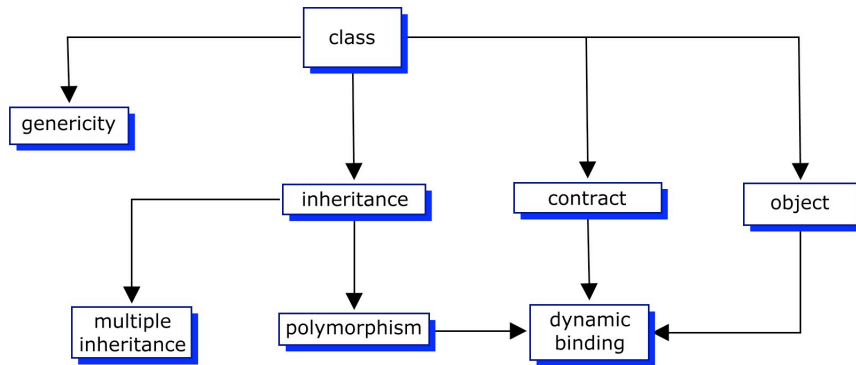 class
genericity
inheritance
contract
object
multiple
inheritance
polymorphism
dynamic
binding